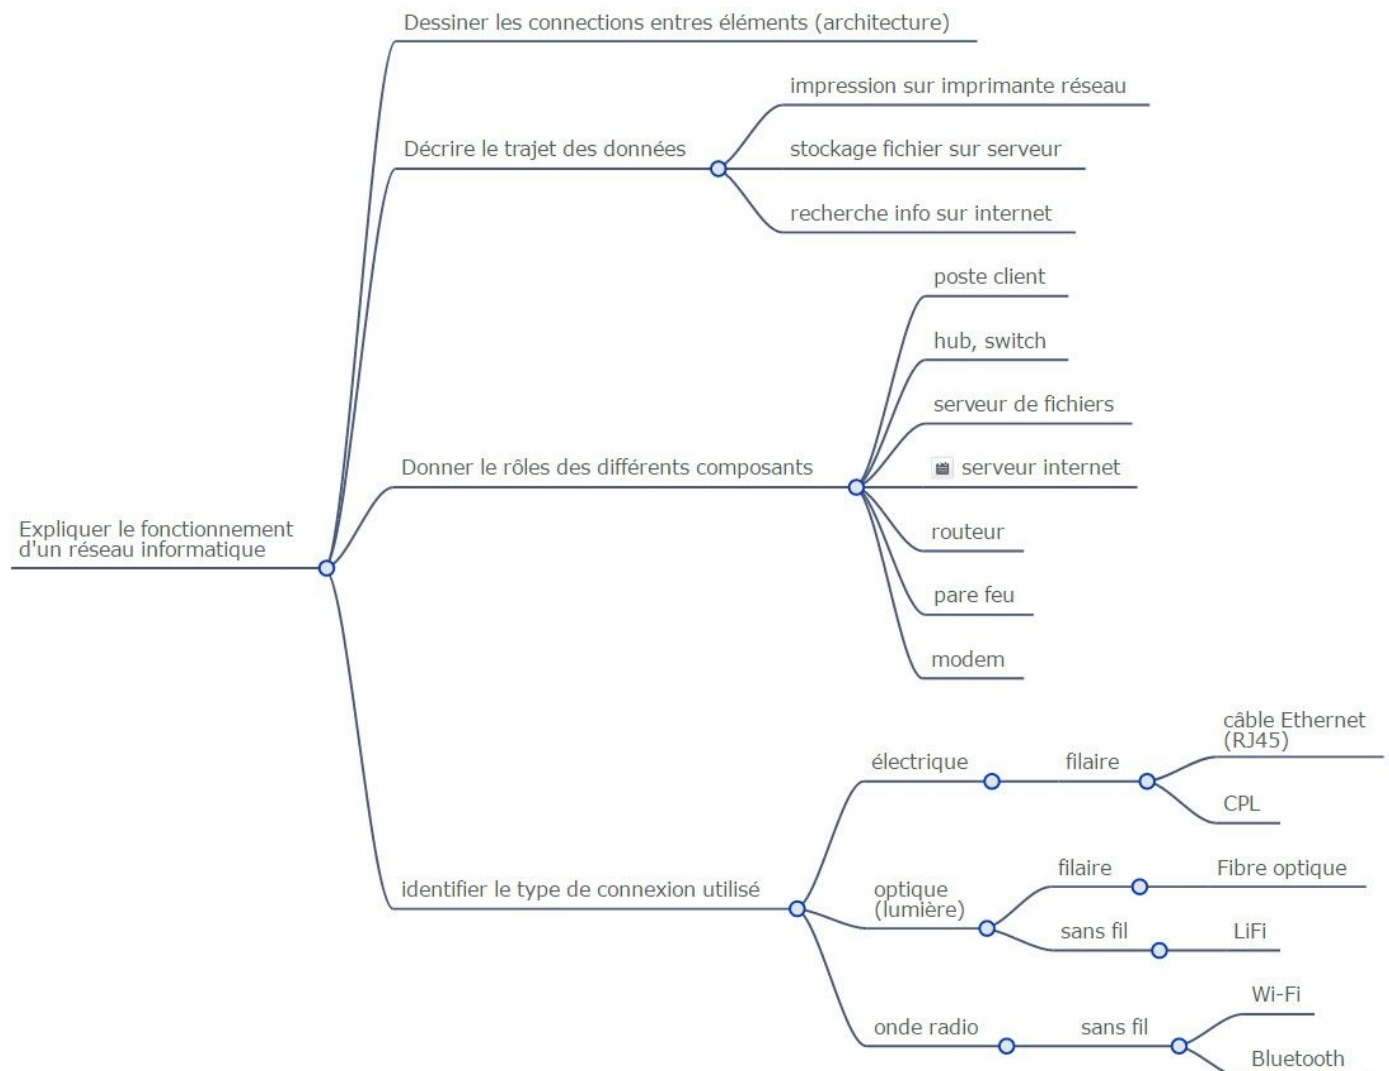 Dessiner les connections entres éléments (architecture)
impression sur imprimante réseau
Décrire le trajet des données
stockage fichier sur serveur
recherche info sur internet
poste client
hub, switch
serveur de fichiers
Donner le rôles des différents composants
serveur internet
Expliquer le fonctionnement
d'un réseau informatique
routeur
pare feu
modem
câble Ethernet
(RJ45)
électrique
filaire
CPL
identifier le type de connexion utilisé
optique
(lumière)
filaire
Fibre optique
sans fil
LiFi
Wi-Fi
onde radio
sans fil
Bluetooth